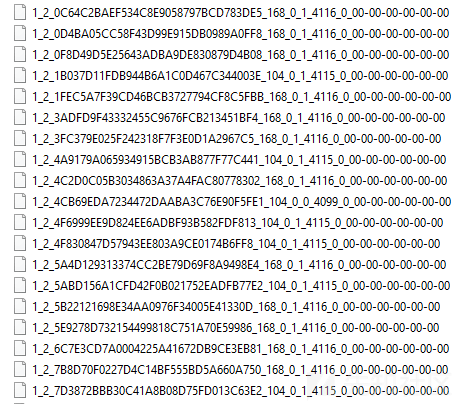 1_2_0C64C2BAEF534C8E9058797BCD783DE5_168_0_1_4116_0_00-00-00-00-00-00
1_2_0D4BA05CC58F43D99E915DB0989A0FF8_168_0_1_4116_0_00-00-00-00-00-00
1_2_0F8D49D5E25643ADBA9DE830879D4B08_168_0_1_4116_0_00-00-00-00-00-00
1_2_1B037D11FDB944B6A1C0D467C344003E_104_0_1_4115_0_00-00-00-00-00-00
1_2_1FEC5A7F39CD46BCB3727794CF8C5FBB_168_0_1_4116_0_00-00-00-00-00-00
1_2_3ADFD9F43332455C9676FCB213451BF4_168_0_1_4116_0_00-00-00-00-00-00
1_2_3FC379E025F242318F7F3E0D1A2967C5_168_0_1_4116_0_00-00-00-00-00-00
1_2_4A9179A065934915BCB3AB877F77C441_104_0_1_4115_0_00-00-00-00-00-00
1_2_4C2D0C05B3034863A37A4FAC80778302_168_0_1_4116_0_00-00-00-00-00-00
1_2_4CB69EDA7234472DAABA3C76E90F5FE1_104_0_0_4099_0_00-00-00-00-00-00
1_2_4F6999EE9D824EE6ADBF93B582FDF813_104_0_1_4115_0_00-00-00-00-00-00
1_2_4F830847D57943EE803A9CE0174B6FF8_104_0_1_4115_0_00-00-00-00-00-00
1_2_5A4D129313374CC2BE79D69F8A9498E4_168_0_1_4116_0_00-00-00-00-00-00
1_2_5ABD156A1CFD42F0B021752EADFB77E2_104_0_1_4115_0_00-00-00-00-00-00
1_2_5B22121698E34AA0976F34005E41330D_168_0_1_4116_0_00-00-00-00-00-00
1_2_5E9278D732154499818C751A70E59986_168_0_1_4116_0_00-00-00-00-00-00
1_2_6C7E3CD7A0004225A41672DB9CE3EB81_168_0_1_4116_0_00-00-00-00-00-00
1_2_7B8D70F0227D4C14BF555BD5A660A750_168_0_1_4116_0_00-00-00-00-00-00
1_2_7D3872BBB30C41A8B08D75FD013C63E2_104_0_1_4115_0_00-00-00-00-00-00